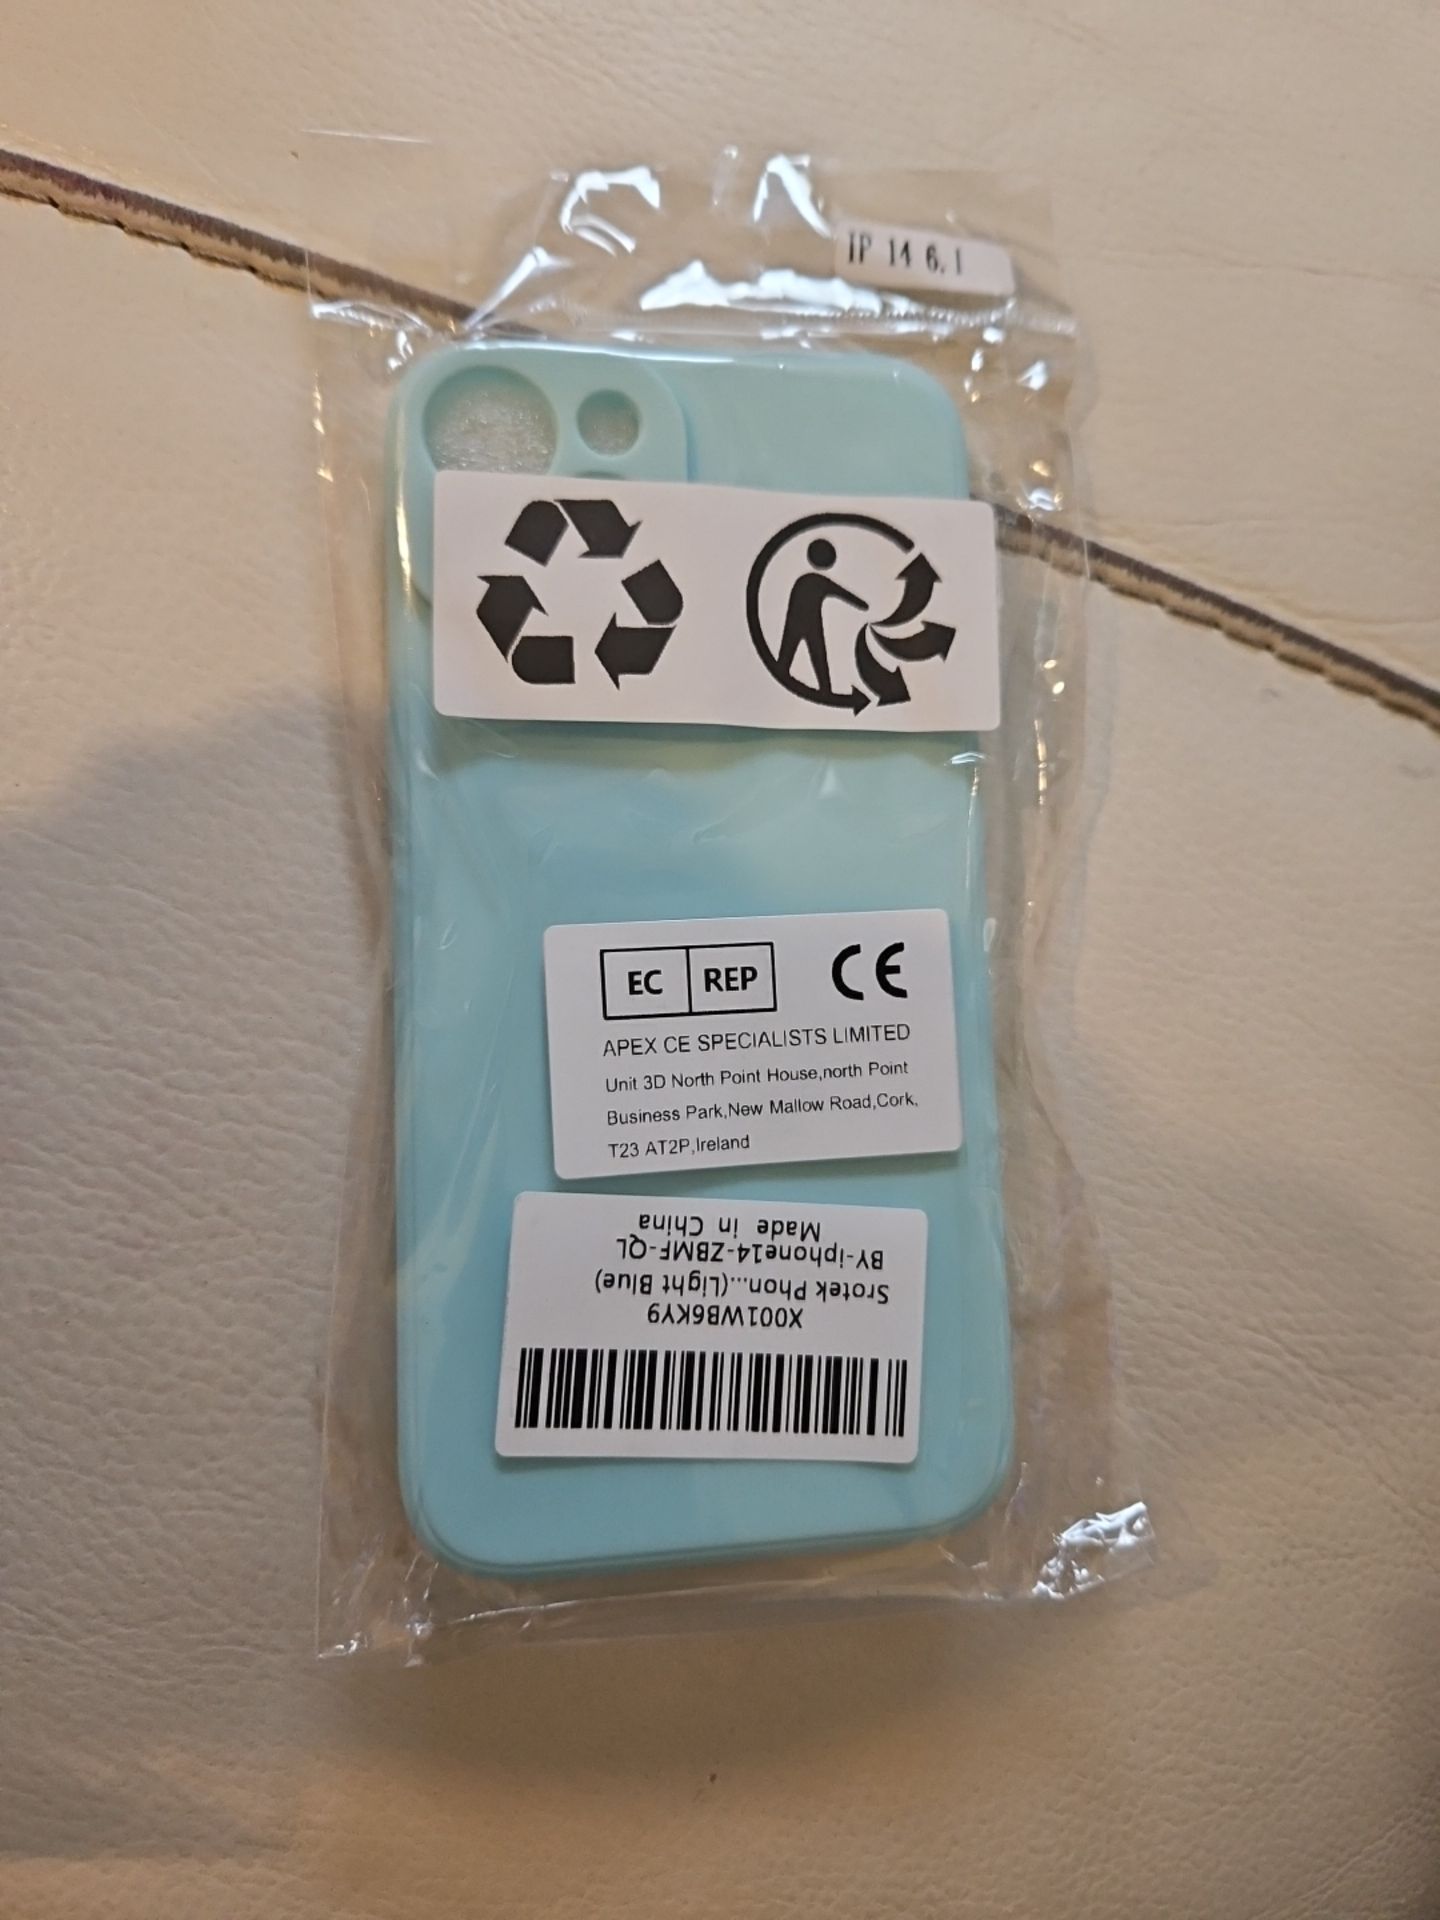 IP 14 6.1
EC REP CE
APEX CE SPECIALISTS LIMITED
Unit 3D North Point House,north Point
Business Park,New Mallow Road,Cork,
T23 AT2P,Ireland
X001WB6KY9
Srotek Phon...(Light Blue)
BY-iphone14-ZBMF-QL
Made in China